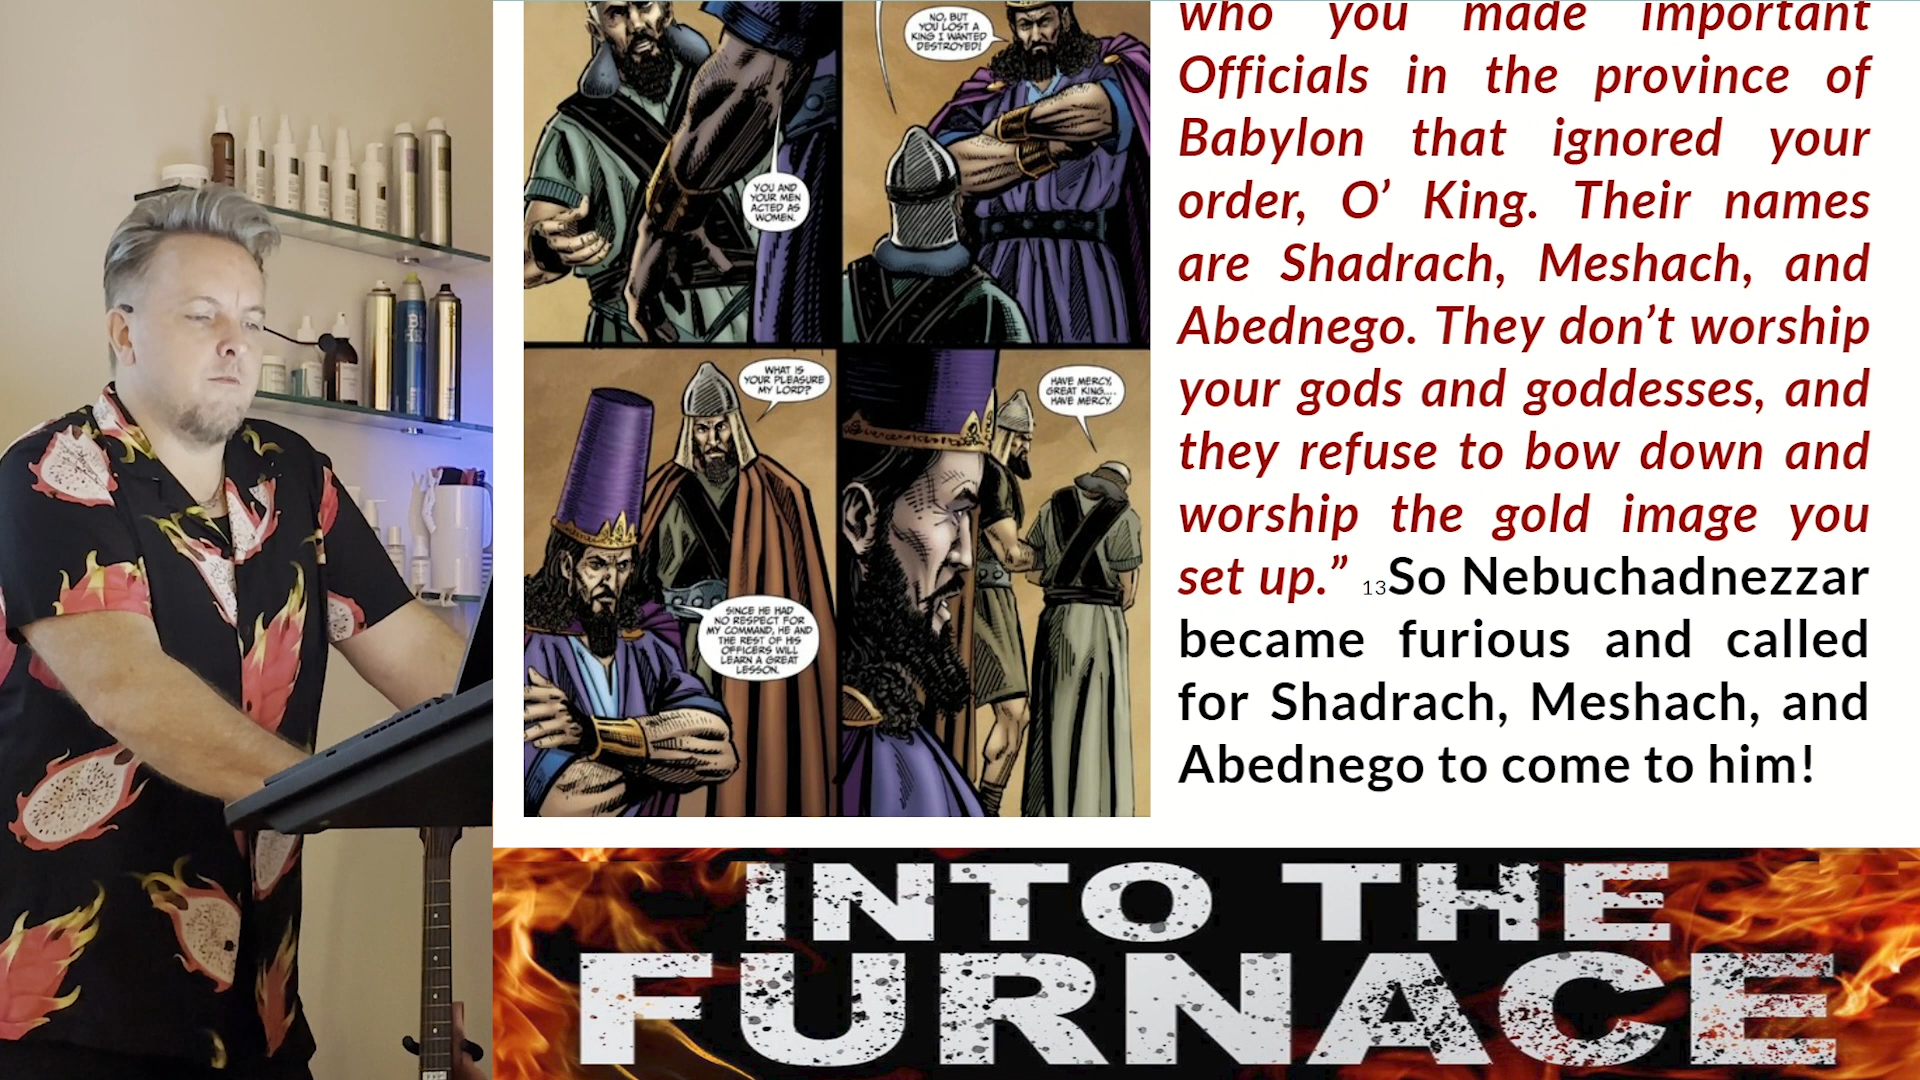 NO, BUT
YOU LOST A
KING I WANTED
DESTROYED!
YOU AND
YOUR MEN
ACTED AS
WOMEN.
WHAT IS
YOUR PLEASURE
MY LORD?
SINCE HE HAD
NO RESPECT FOR
MY COMMAND, HE AND
THE REST OF HIS
OFFICERS WILL
LEARN A GREAT
LESSON.
HAVE MERCY,
GREAT KING....
HAVE MERCY.
who you made important
Officials in the province of
Babylon that ignored your
order, O’ King. Their names
are Shadrach, Meshach, and
Abednego. They don’t worship
your gods and goddesses, and
they refuse to bow down and
worship the gold image you
set up.” 13So Nebuchadnezzar
became furious and called
for Shadrach, Meshach, and
Abednego to come to him!
INTO THE
FURNACE